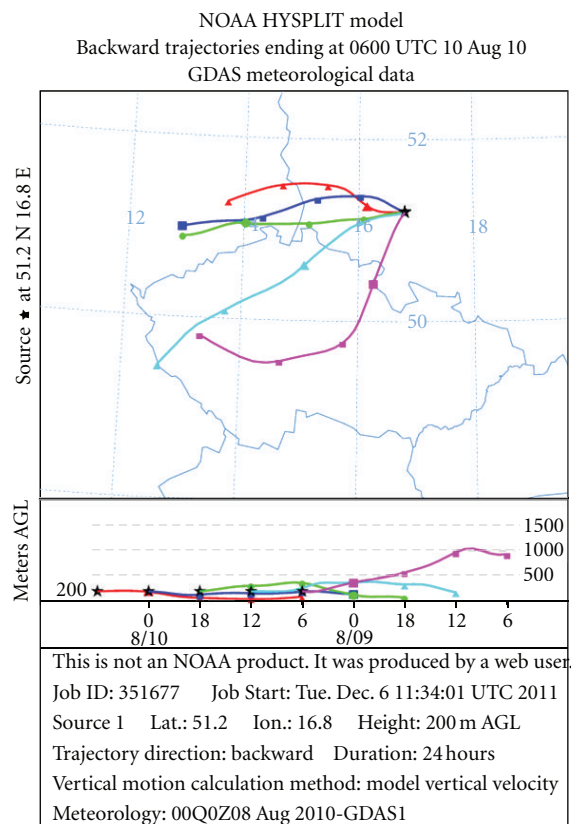 NOAA HYSPLIT model
Backward trajectories ending at 0600 UTC 10 Aug 10
GDAS meteorological data
Source ★ at 51.2 N 16.8 E
52
12
14
16
18
50
Meters AGL
1500
1000
500
200
0 18 12 6 0 18 12 6
8/10 8/09
This is not an NOAA product. It was produced by a web user.
Job ID: 351677 Job Start: Tue. Dec. 6 11:34:01 UTC 2011
Source 1 Lat.: 51.2 Ion.: 16.8 Height: 200 m AGL
Trajectory direction: backward Duration: 24 hours
Vertical motion calculation method: model vertical velocity
Meteorology: 00Q0Z08 Aug 2010-GDAS1